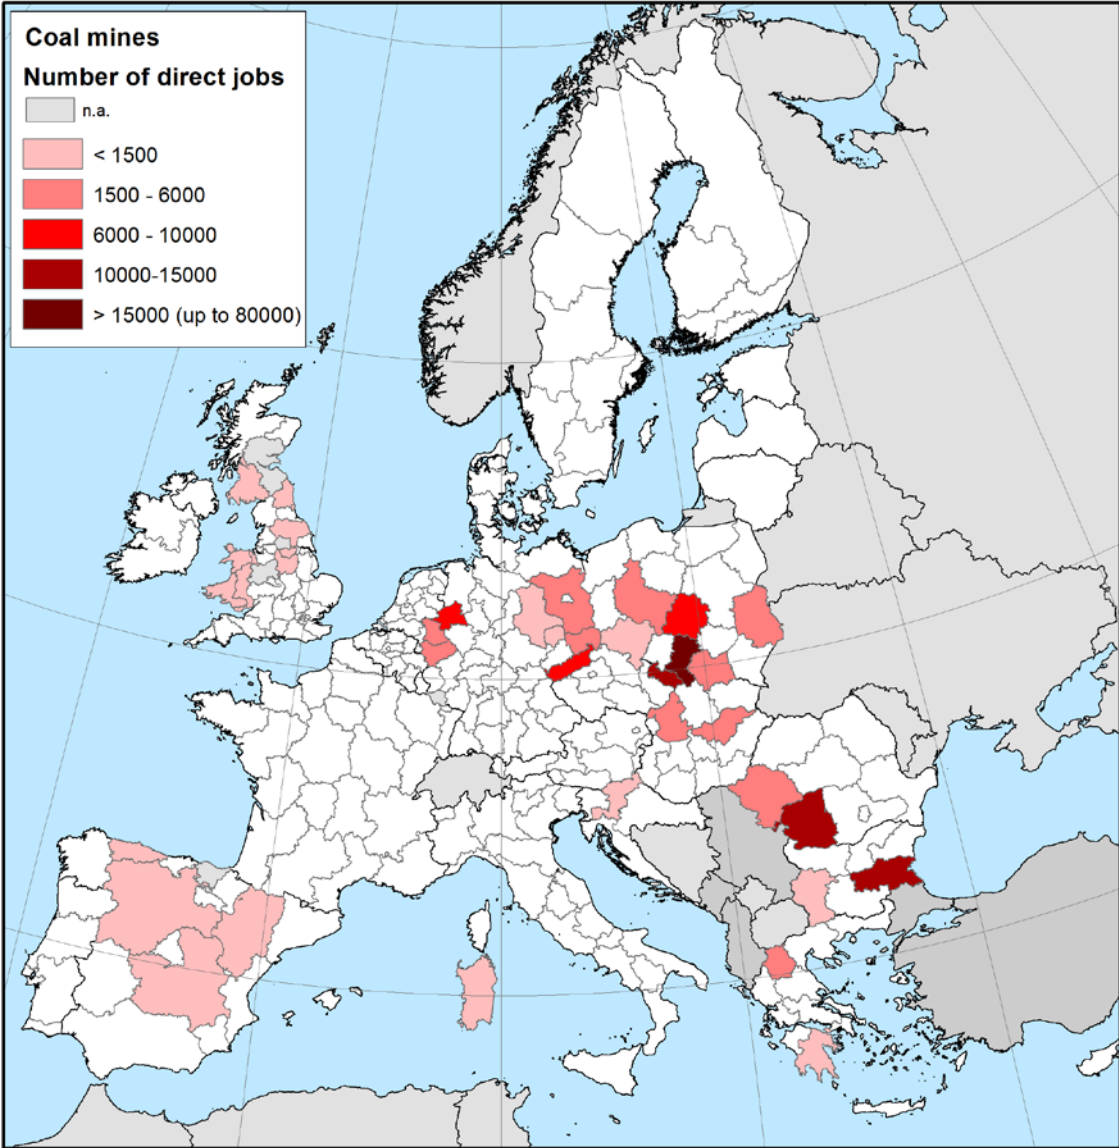 Coal mines
Number of direct jobs
n.a.
< 1500
1500 - 6000
6000 - 10000
10000-15000
> 15000 (up to 80000)